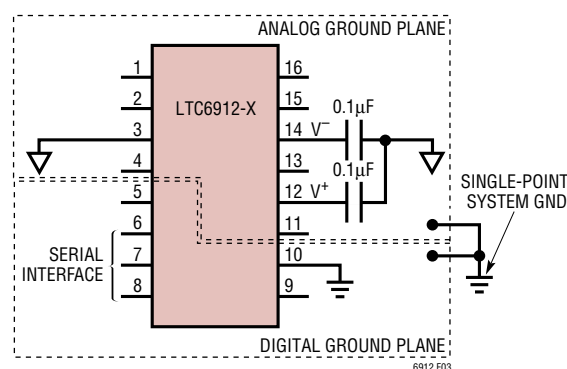 ANALOG GROUND PLANE
LTC6912-X
1
2
3
4
5
6
7
8
16
15
14 V–
13
12 V+
11
10
9
0.1µF
0.1µF
SINGLE-POINT
SYSTEM GND
SERIAL
INTERFACE
DIGITAL GROUND PLANE
6912 F03